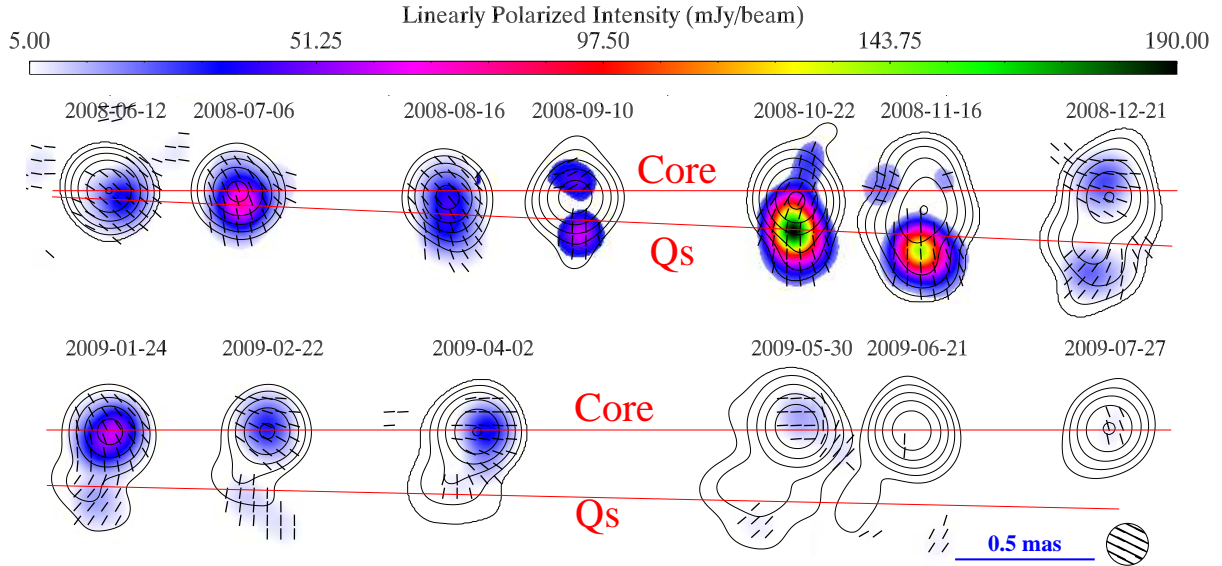 Linearly Polarized Intensity (mJy/beam)
5.00 51.25 97.50 143.75 190.00
2008-06-12 2008-07-06 2008-08-16 2008-09-10 2008-10-22 2008-11-16 2008-12-21
Core
Qs
2009-01-24 2009-02-22 2009-04-02 2009-05-30 2009-06-21 2009-07-27
Core
Qs
0.5 mas